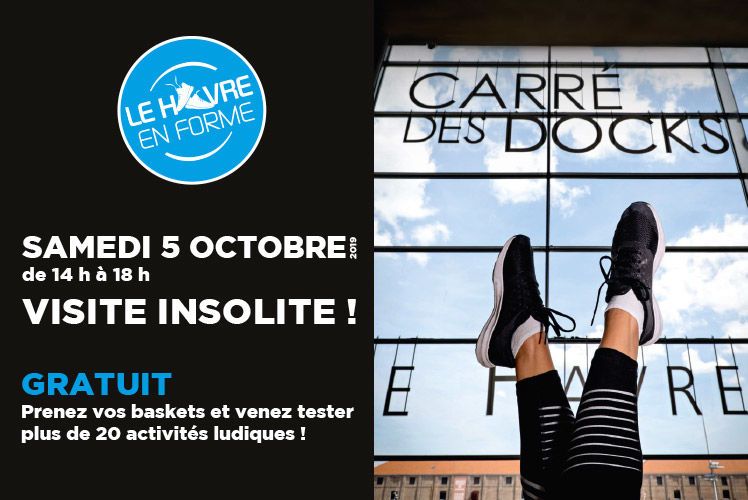 LE HAVRE
EN FORME
SAMEDI 5 OCTOBRE 2019
de 14 h à 18 h
VISITE INSOLITE !
GRATUIT
Prenez vos baskets et venez tester
plus de 20 activités ludiques !
CARRÉ
DES DOCKS
E HAVRE